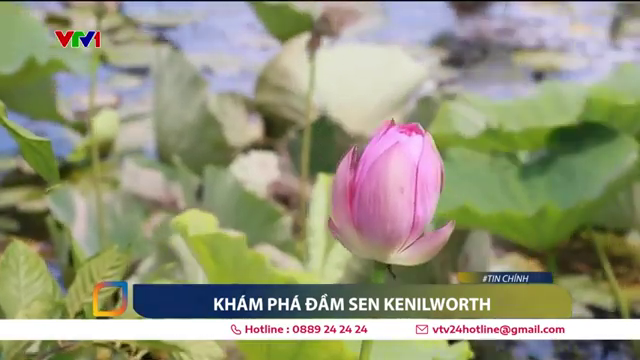 VTV1
#TIN CHÍNH
KHÁM PHÁ ĐẦM SEN KENILWORTH
Hotline : 0889 24 24 24
vtv24hotline@gmail.com